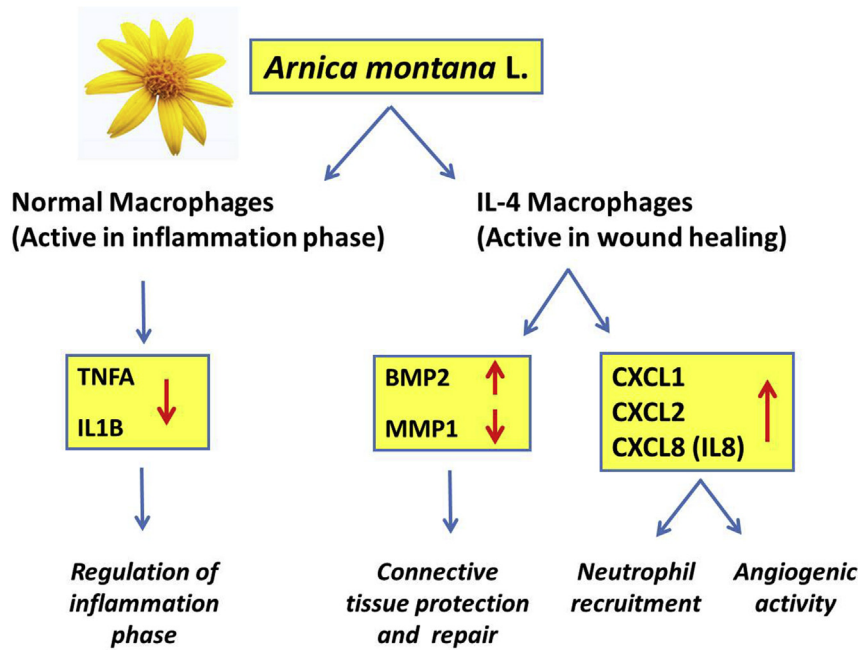 Arnica montana L.
Normal Macrophages
(Active in inflammation phase)
IL-4 Macrophages
(Active in wound healing)
TNFA
IL1B
BMP2
MMP1
CXCL1
CXCL2
CXCL8 (IL8)
Regulation of
inflammation
phase
Connective
tissue protection
and repair
Neutrophil
recruitment
Angiogenic
activity